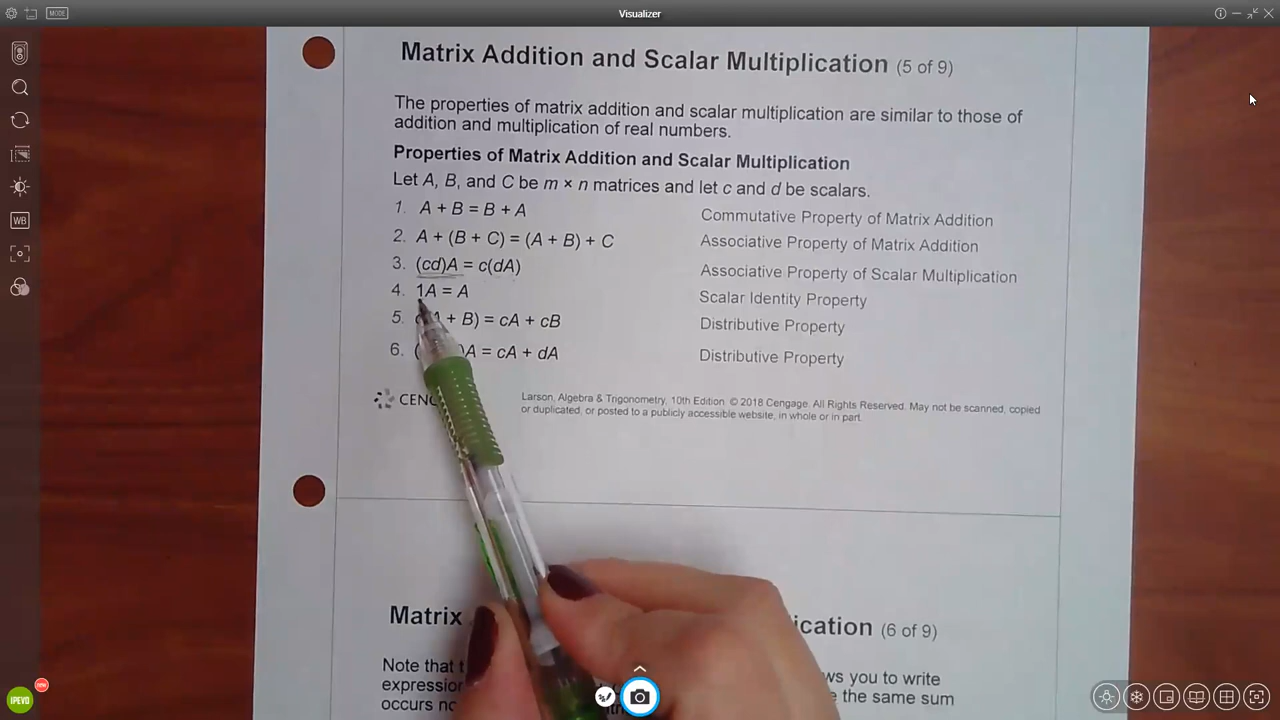 MODE
Visualizer
Matrix Addition and Scalar Multiplication (5 of 9)
The properties of matrix addition and scalar multiplication are similar to those of
addition and multiplication of real numbers.
Properties of Matrix Addition and Scalar Multiplication
Let A, B, and C be m × n matrices and let c and d be scalars.
1. A + B = B + A Commutative Property of Matrix Addition
2. A + (B + C) = (A + B) + C Associative Property of Matrix Addition
3. (cd)A = c(dA) Associative Property of Scalar Multiplication
4. 1A = A Scalar Identity Property
5. + B) = cA + cB Distributive Property
6. )A = cA + dA Distributive Property
Larson, Algebra & Trigonometry, 10th Edition. © 2018 Cengage. All Rights Reserved. May not be scanned, copied
or duplicated, or posted to a publicly accessible website, in whole or in part.
Matrix (6 of 9)
Note that you to write
the same sum
occurs
WB
IPEVO
new